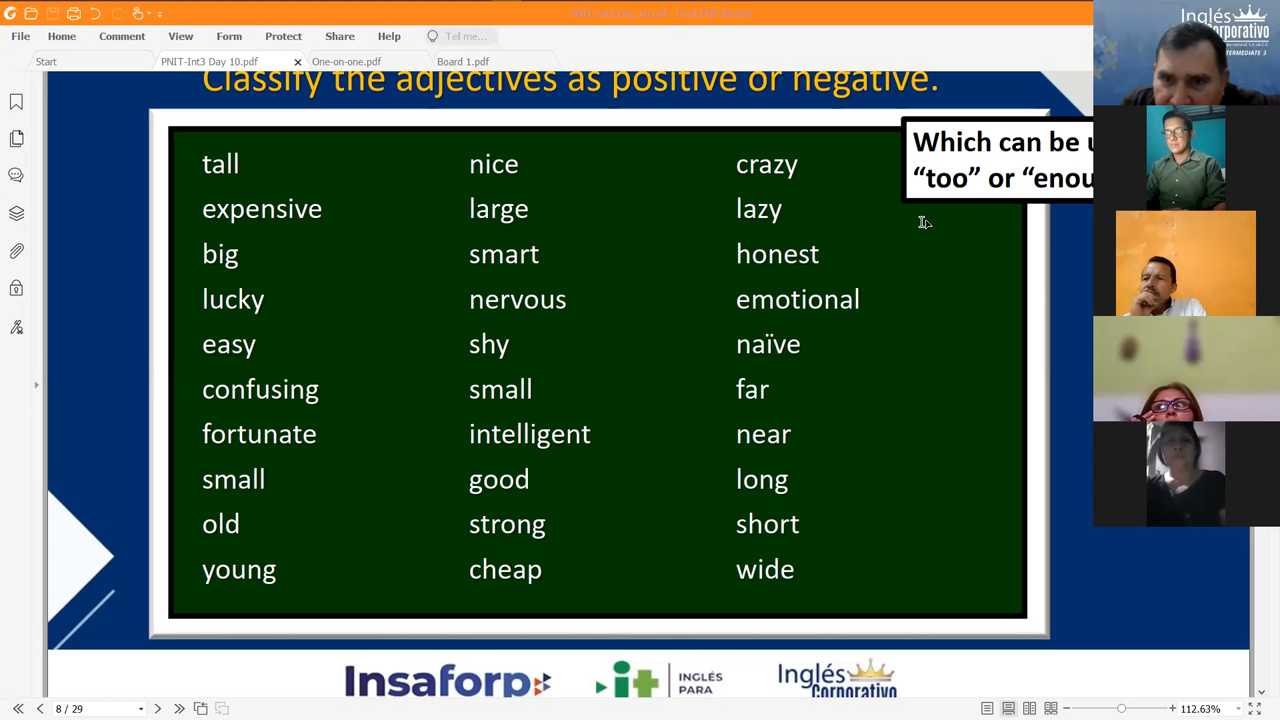 File Home Comment View Form Protect Share Help Tell me...
Start PNIT-Int3 Day 10.pdf One-on-one.pdf Board 1.pdf
Classify the adjectives as positive or negative.
Which can be u
“too” or “enou
tall nice crazy
expensive large lazy
big smart honest
lucky nervous emotional
easy shy naïve
confusing small far
fortunate intelligent near
small good long
old strong short
young cheap wide
Insaforp it INGLÉS PARA Inglés Corporativo
8 / 29 112.63%
Inglés
Corporativo
INTERMEDIATE 3